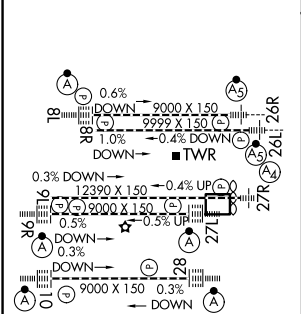 A 0.6% A5
P DOWN 9000 X 150 26R
8L P 9999 X 150 P
8R 1.0% 0.4% DOWN A5 26L
DOWN TWR A4
0.3% DOWN 0.4% UP
9L 12390 X 150 27R
P P 9000 X 150 P
9R 0.5% 0.5% UP 27L
A DOWN A
0.3%
DOWN P 28
10 P 9000 X 150 0.3%
A DOWN A